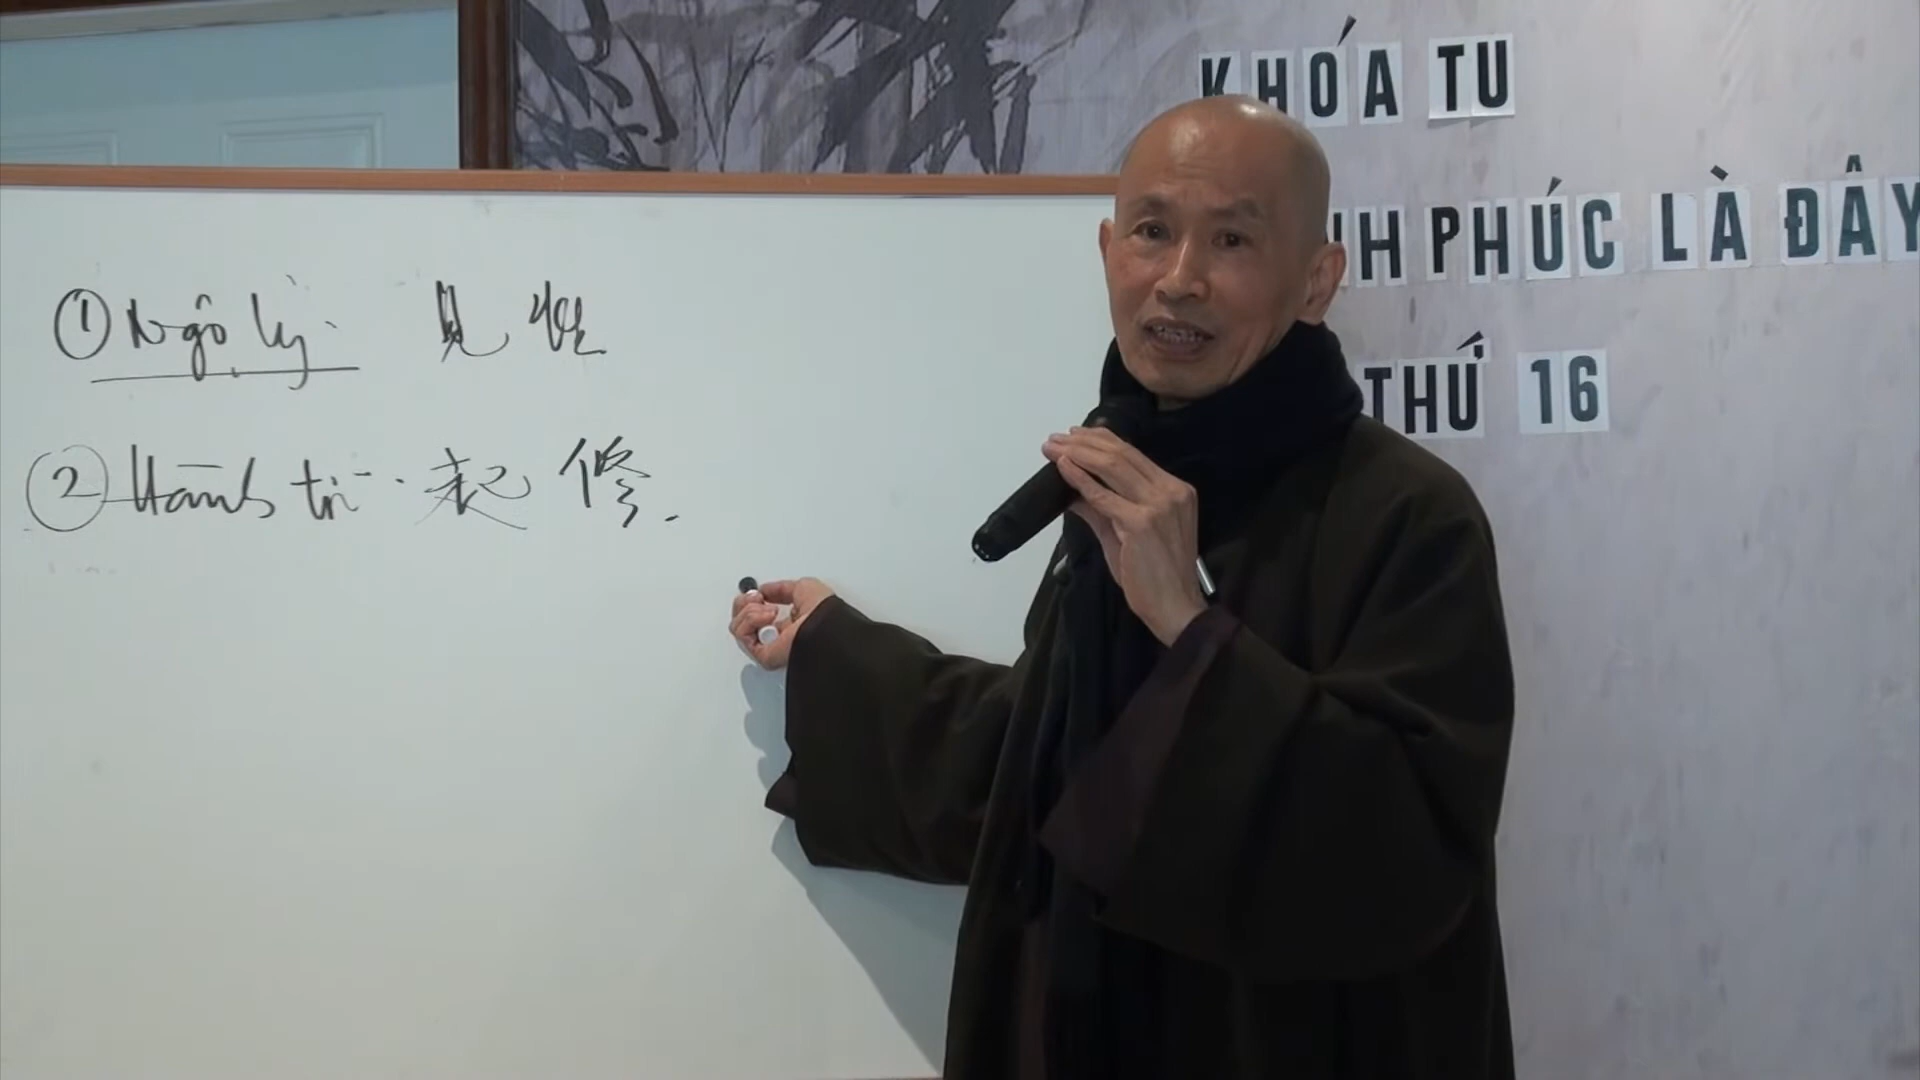 ① Ngộ lý. 見 性
② Hành trì. 起 修.
KHÓA TU
NH PHÚC LÀ ĐÂY
THỨ 16